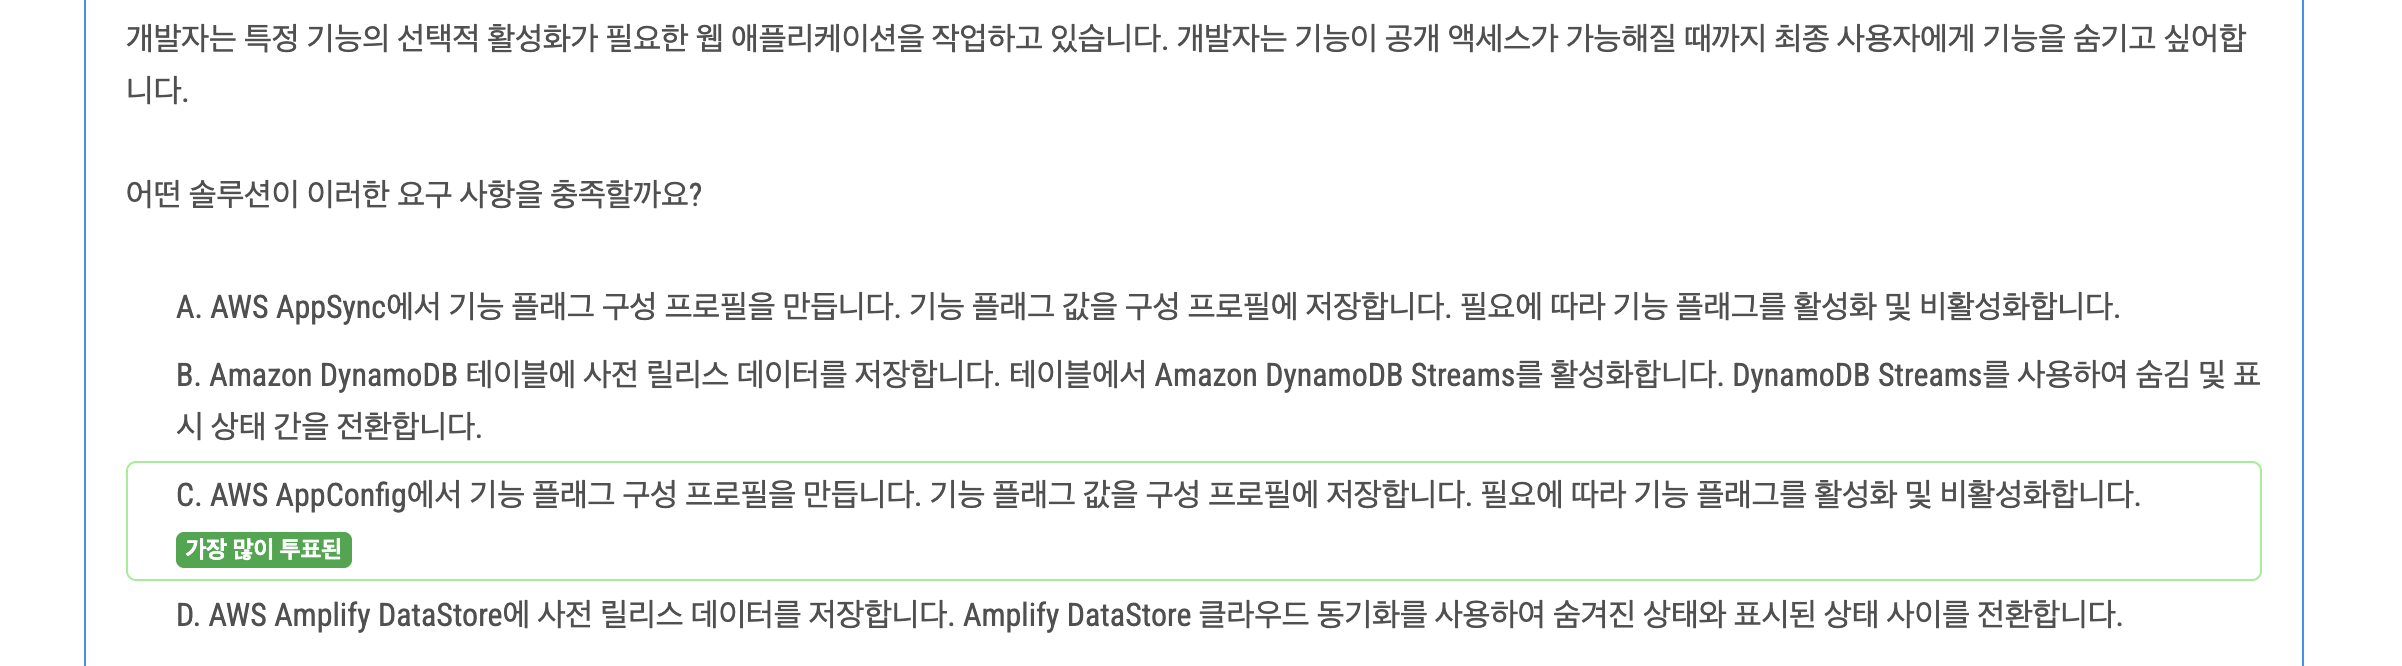 개발자는 특정 기능의 선택적 활성화가 필요한 웹 애플리케이션을 작업하고 있습니다. 개발자는 기능이 공개 액세스가 가능해질 때까지 최종 사용자에게 기능을 숨기고 싶어합
니다.
어떤 솔루션이 이러한 요구 사항을 충족할까요?
A. AWS AppSync에서 기능 플래그 구성 프로필을 만듭니다. 기능 플래그 값을 구성 프로필에 저장합니다. 필요에 따라 기능 플래그를 활성화 및 비활성화합니다.
B. Amazon DynamoDB 테이블에 사전 릴리스 데이터를 저장합니다. 테이블에서 Amazon DynamoDB Streams를 활성화합니다. DynamoDB Streams를 사용하여 숨김 및 표
시 상태 간을 전환합니다.
C. AWS AppConfig에서 기능 플래그 구성 프로필을 만듭니다. 기능 플래그 값을 구성 프로필에 저장합니다. 필요에 따라 기능 플래그를 활성화 및 비활성화합니다.
가장 많이 투표된
D. AWS Amplify DataStore에 사전 릴리스 데이터를 저장합니다. Amplify DataStore 클라우드 동기화를 사용하여 숨겨진 상태와 표시된 상태 사이를 전환합니다.